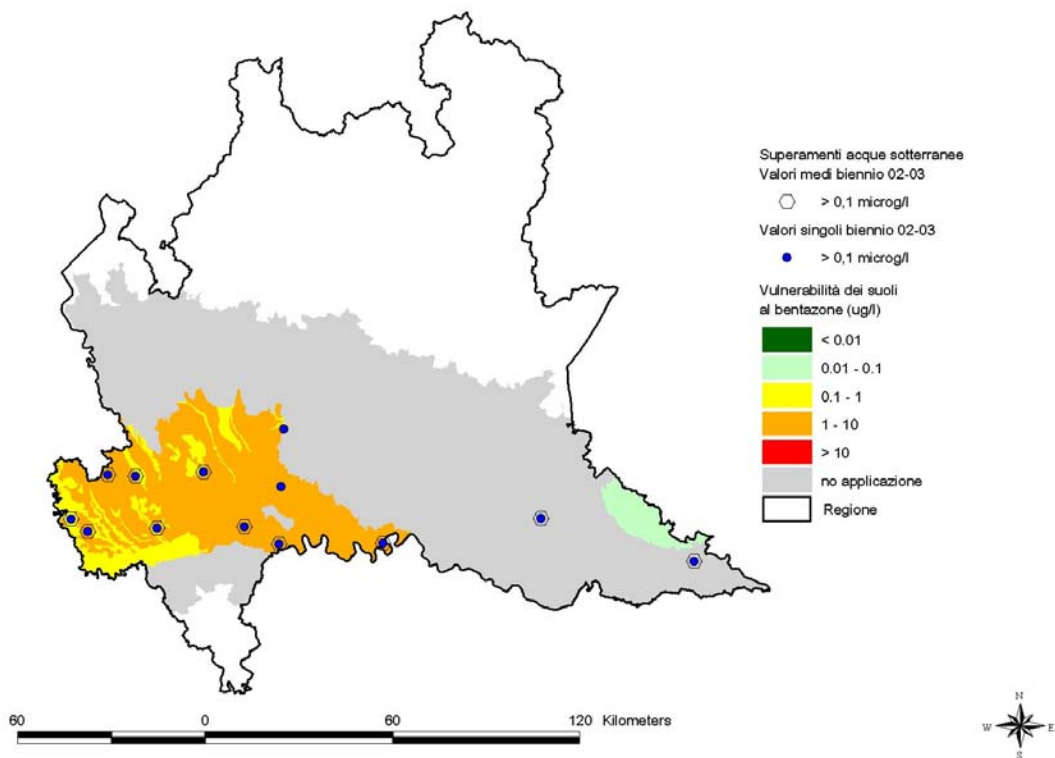 Superamenti acque sotterranee
Valori medi biennio 02-03
> 0,1 microg/l
Valori singoli biennio 02-03
> 0,1 microg/l
Vulnerabilità dei suoli
al bentazone (ug/l)
< 0.01
0.01 - 0.1
0.1 - 1
1 - 10
> 10
no applicazione
Regione
60 0 60 120 Kilometers
N
W E
S